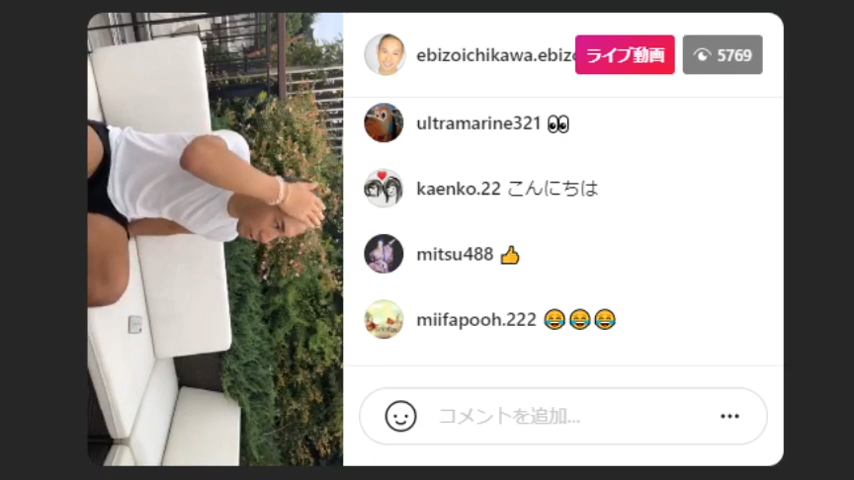 ebizoichikawa.ebiz
ライブ動画
5769
ultramarine321 👀
kaenko.22 こんにちは
mitsu488 👍
miifapooh.222 😂😂😂
コメントを追加...